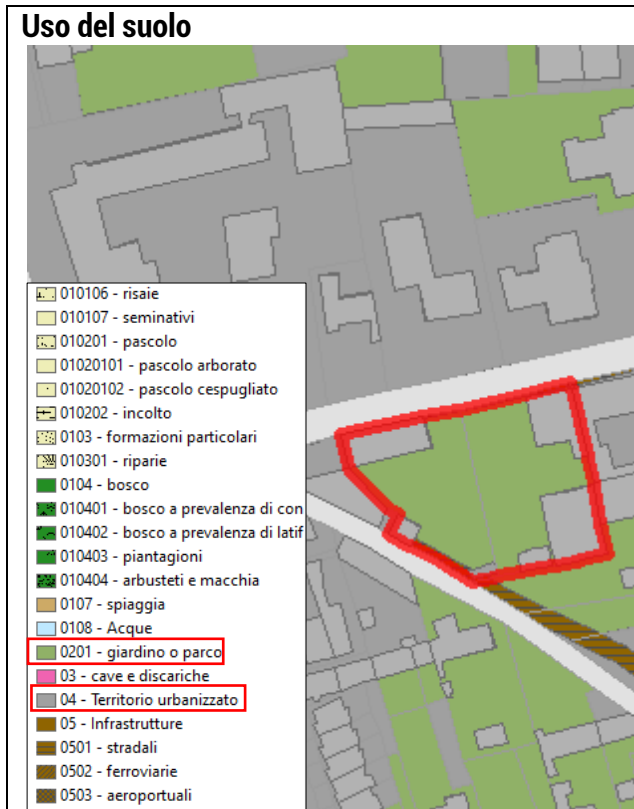 Uso del suolo
010106 - risaie
010107 - seminativi
010201 - pascolo
01020101 - pascolo arborato
01020102 - pascolo cespugliato
010202 - incolto
0103 - formazioni particolari
010301 - riparie
0104 - bosco
010401 - bosco a prevalenza di con
010402 - bosco a prevalenza di latif
010403 - piantagioni
010404 - arbusteti e macchia
0107 - spiaggia
0108 - Acque
0201 - giardino o parco
03 - cave e discariche
04 - Territorio urbanizzato
05 - Infrastrutture
0501 - stradali
0502 - ferroviarie
0503 - aeroportuali